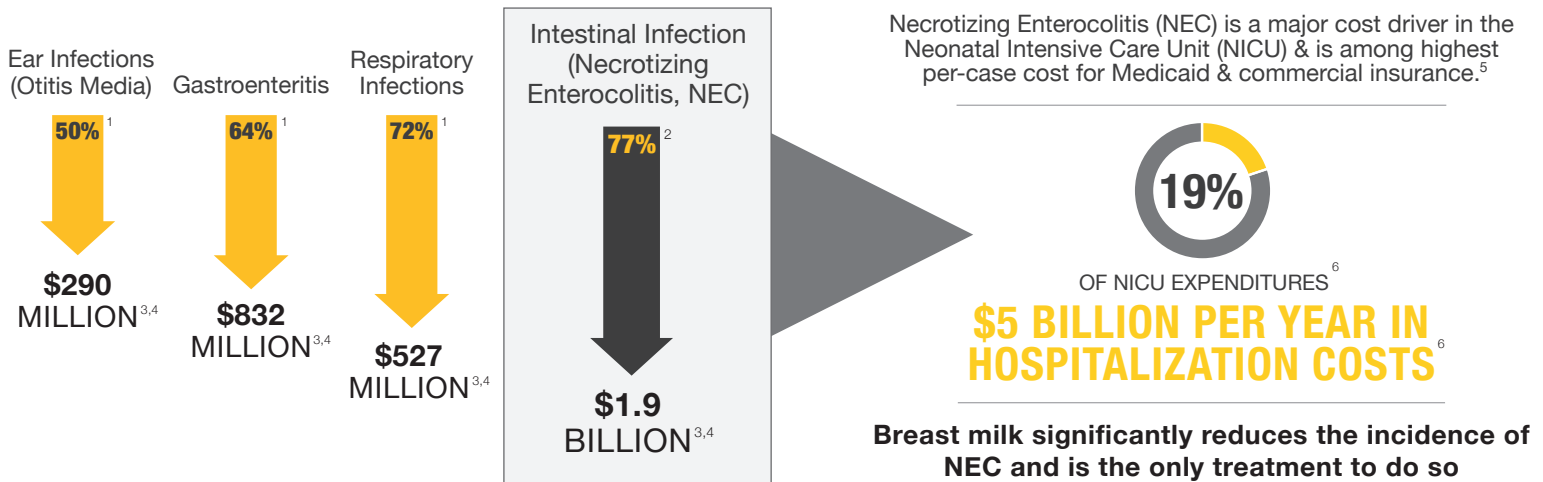 Ear Infections
(Otitis Media)
50% 1
$290
MILLION 3,4
Gastroenteritis
64% 1
$832
MILLION 3,4
Respiratory
Infections
72% 1
$527
MILLION 3,4
Intestinal Infection
(Necrotizing
Enterocolitis, NEC)
77% 2
$1.9
BILLION 3,4
Necrotizing Enterocolitis (NEC) is a major cost driver in the
Neonatal Intensive Care Unit (NICU) & is among highest
per-case cost for Medicaid & commercial insurance.5
19%
OF NICU EXPENDITURES 6
$5 BILLION PER YEAR IN
HOSPITALIZATION COSTS 6
Breast milk significantly reduces the incidence of
NEC and is the only treatment to do so